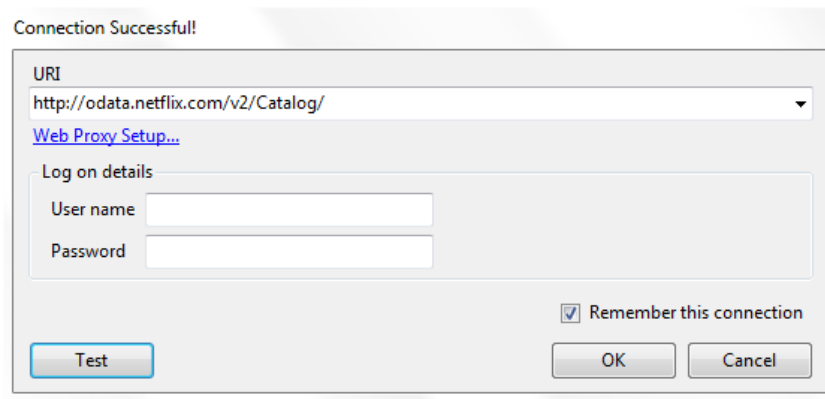 Connection Successful!
URI
http://odata.netflix.com/v2/Catalog/
Web Proxy Setup...
Log on details
User name
Password
Remember this connection
Test OK Cancel